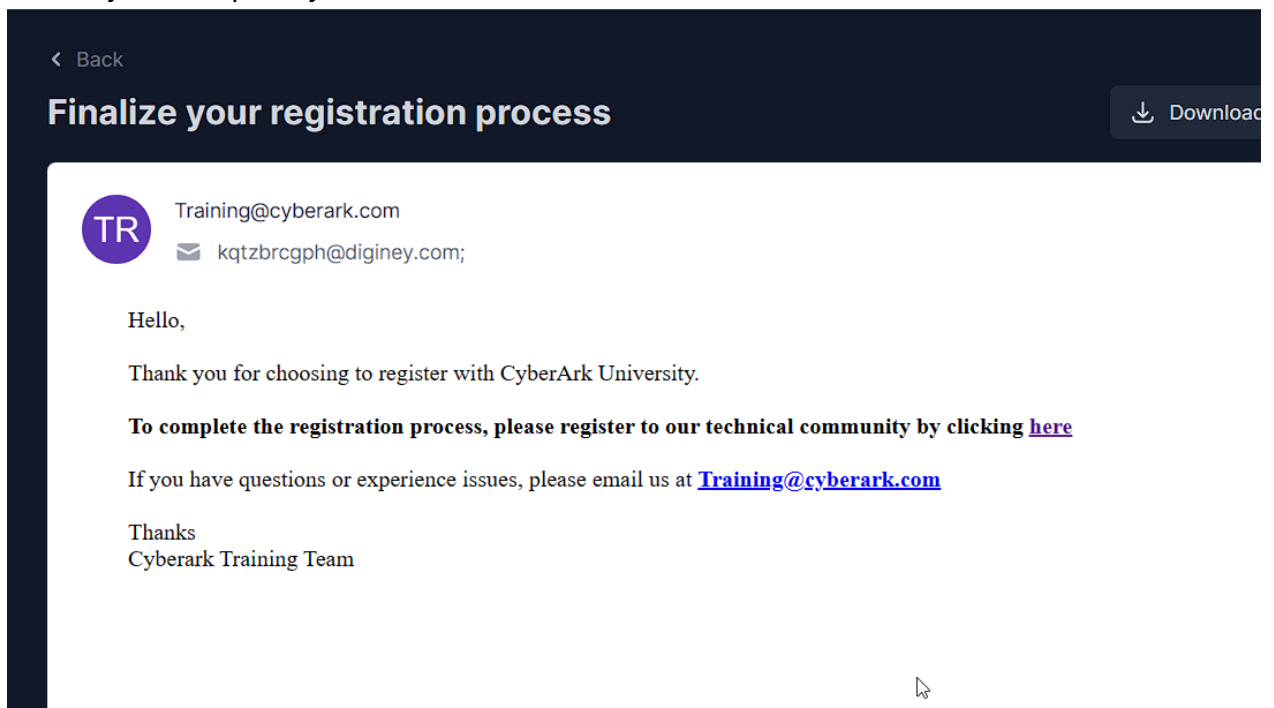 Back
Finalize your registration process
Download
TR
Training@cyberark.com
kqtzbrcgph@diginey.com;
Hello,
Thank you for choosing to register with CyberArk University.
To complete the registration process, please register to our technical community by clicking here
If you have questions or experience issues, please email us at Training@cyberark.com
Thanks
Cyberark Training Team